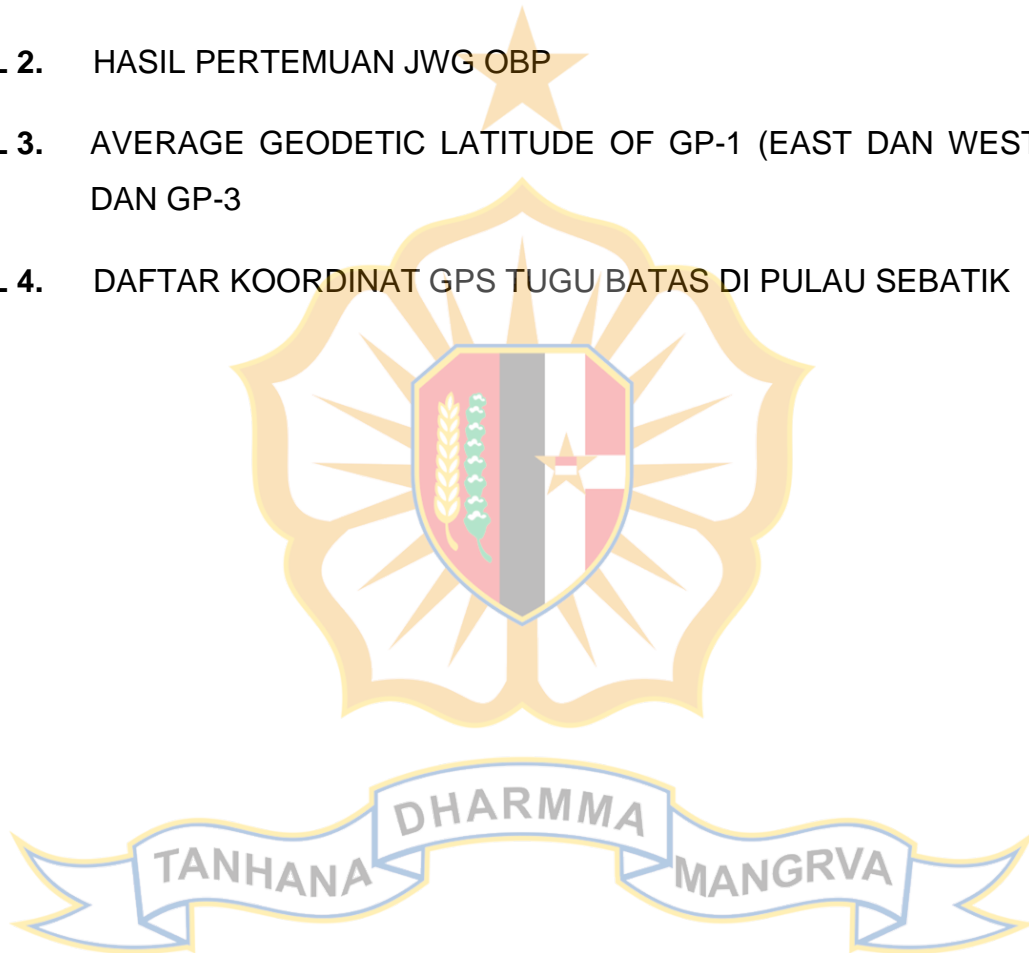 L 2. HASIL PERTEMUAN JWG OBP
L 3. AVERAGE GEODETIC LATITUDE OF GP-1 (EAST DAN WEST
DAN GP-3
L 4. DAFTAR KOORDINAT GPS TUGU BATAS DI PULAU SEBATIK
TANHANA DHARMMA MANGRVA